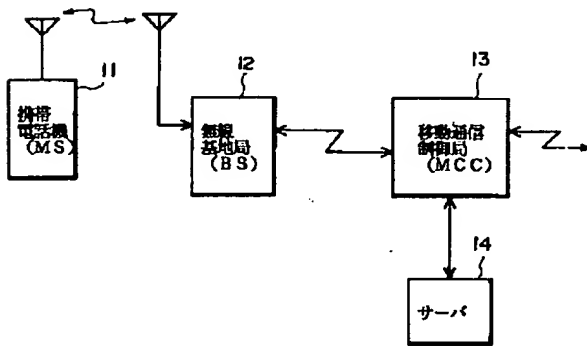 11
携帯
電話機
(MS)
12
無線
基地局
(BS)
13
移動通信
制御局
(MCC)
14
サーバ